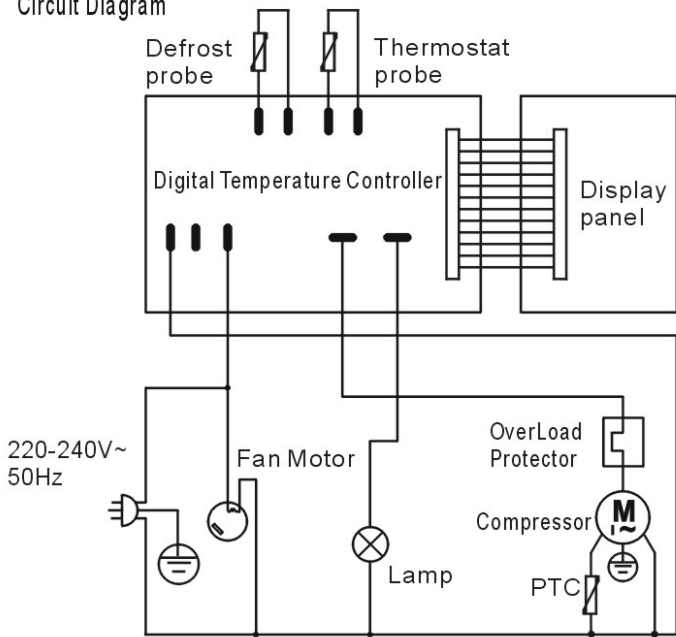 Circuit Diagram
Defrost
probe
Thermostat
probe
Digital Temperature Controller
Display
panel
220-240V~
50Hz
Fan Motor
OverLoad
Protector
Compressor
M
1~
Lamp
PTC